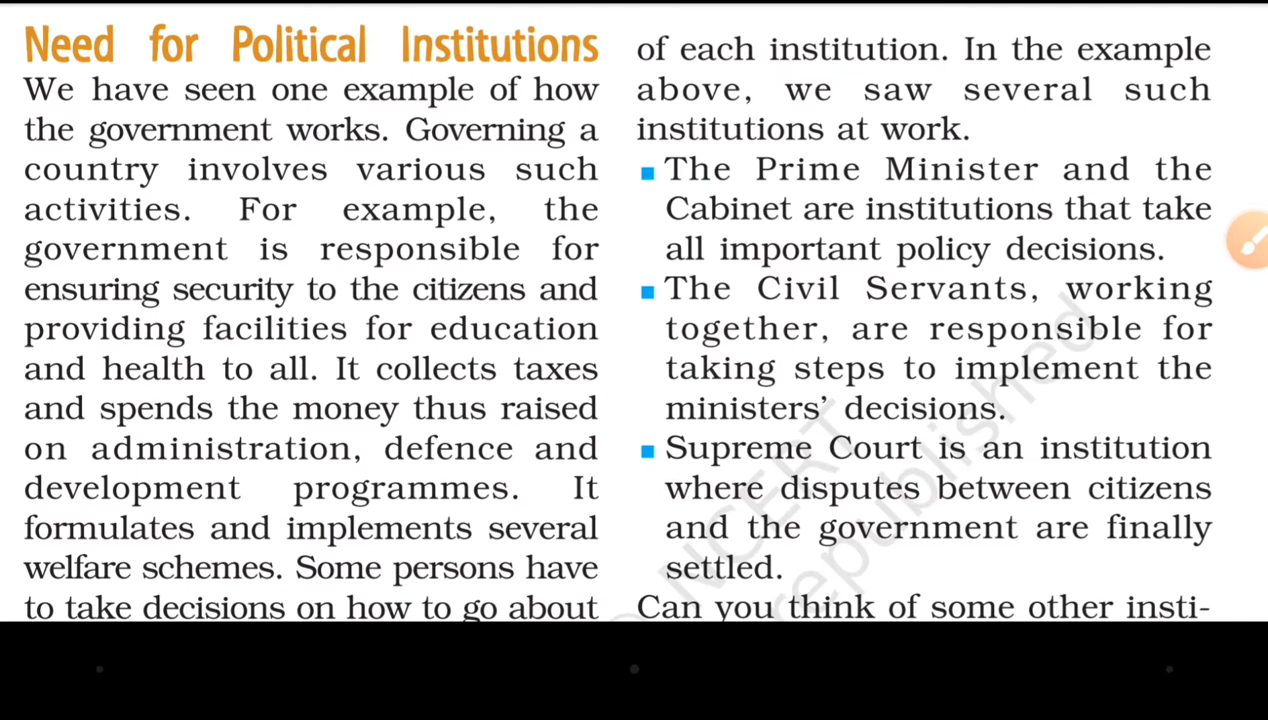 Need for Political Institutions
We have seen one example of how
the government works. Governing a
country involves various such
activities. For example, the
government is responsible for
ensuring security to the citizens and
providing facilities for education
and health to all. It collects taxes
and spends the money thus raised
on administration, defence and
development programmes. It
formulates and implements several
welfare schemes. Some persons have
to take decisions on how to go about
of each institution. In the example
above, we saw several such
institutions at work.
The Prime Minister and the
Cabinet are institutions that take
all important policy decisions.
The Civil Servants, working
together, are responsible for
taking steps to implement the
ministers' decisions.
Supreme Court is an institution
where disputes between citizens
and the government are finally
settled.
Can you think of some other insti-
© NCERT
republished